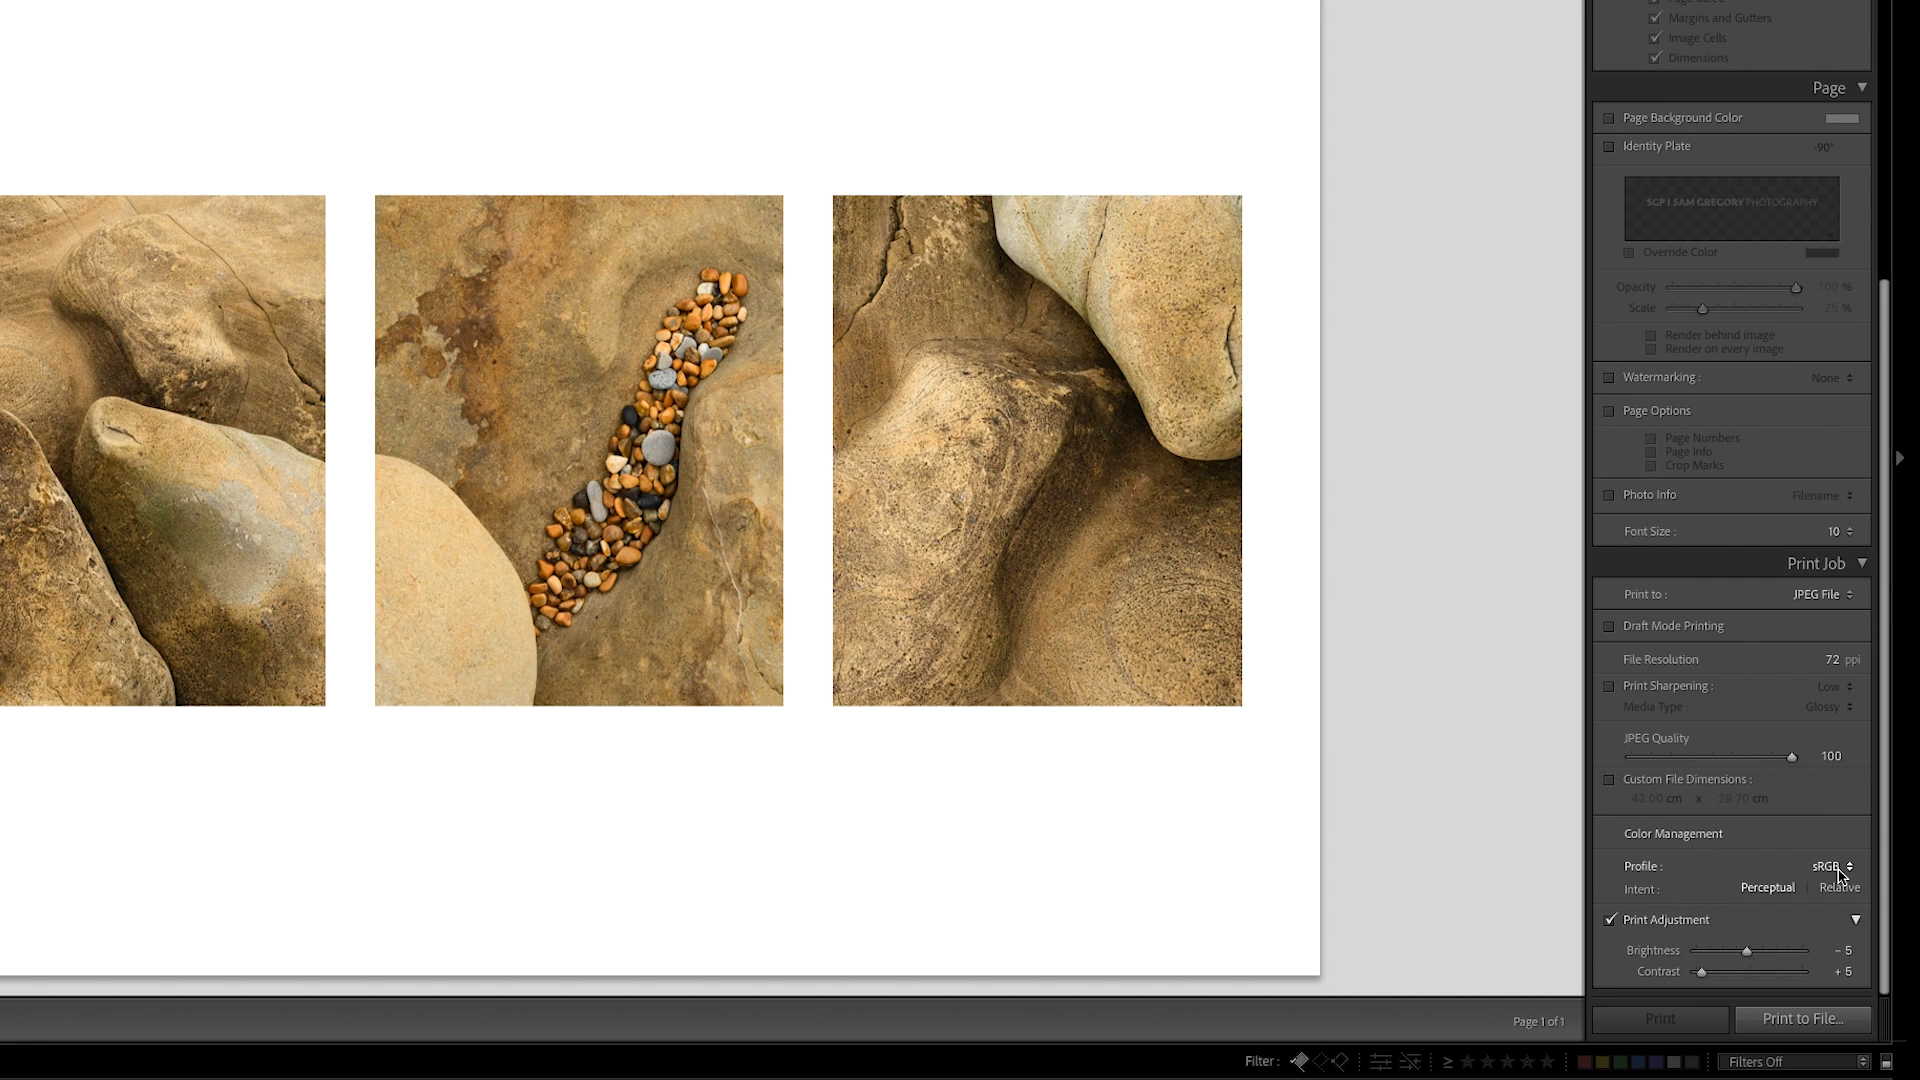 Page Bleed
Margins and Gutters
Image Cells
Dimensions
Page
Page Background Color
Identity Plate -90°
SGP | SAM GREGORY PHOTOGRAPHY
Override Color
Opacity 100 %
Scale 25 %
Render behind image
Render on every image
Watermarking : None
Page Options
Page Numbers
Page Info
Crop Marks
Photo Info Filename
Font Size : 10
Print Job
Print to : JPEG File
Draft Mode Printing
File Resolution 72 ppi
Print Sharpening : Low
Media Type : Glossy
JPEG Quality
100
Custom File Dimensions :
42.00 cm x 29.70 cm
Color Management
Profile : sRGB
Intent : Perceptual Relative
Print Adjustment
Brightness - 5
Contrast + 5
Page 1 of 1
Print Print to File...
Filter : ≥ Filters Off